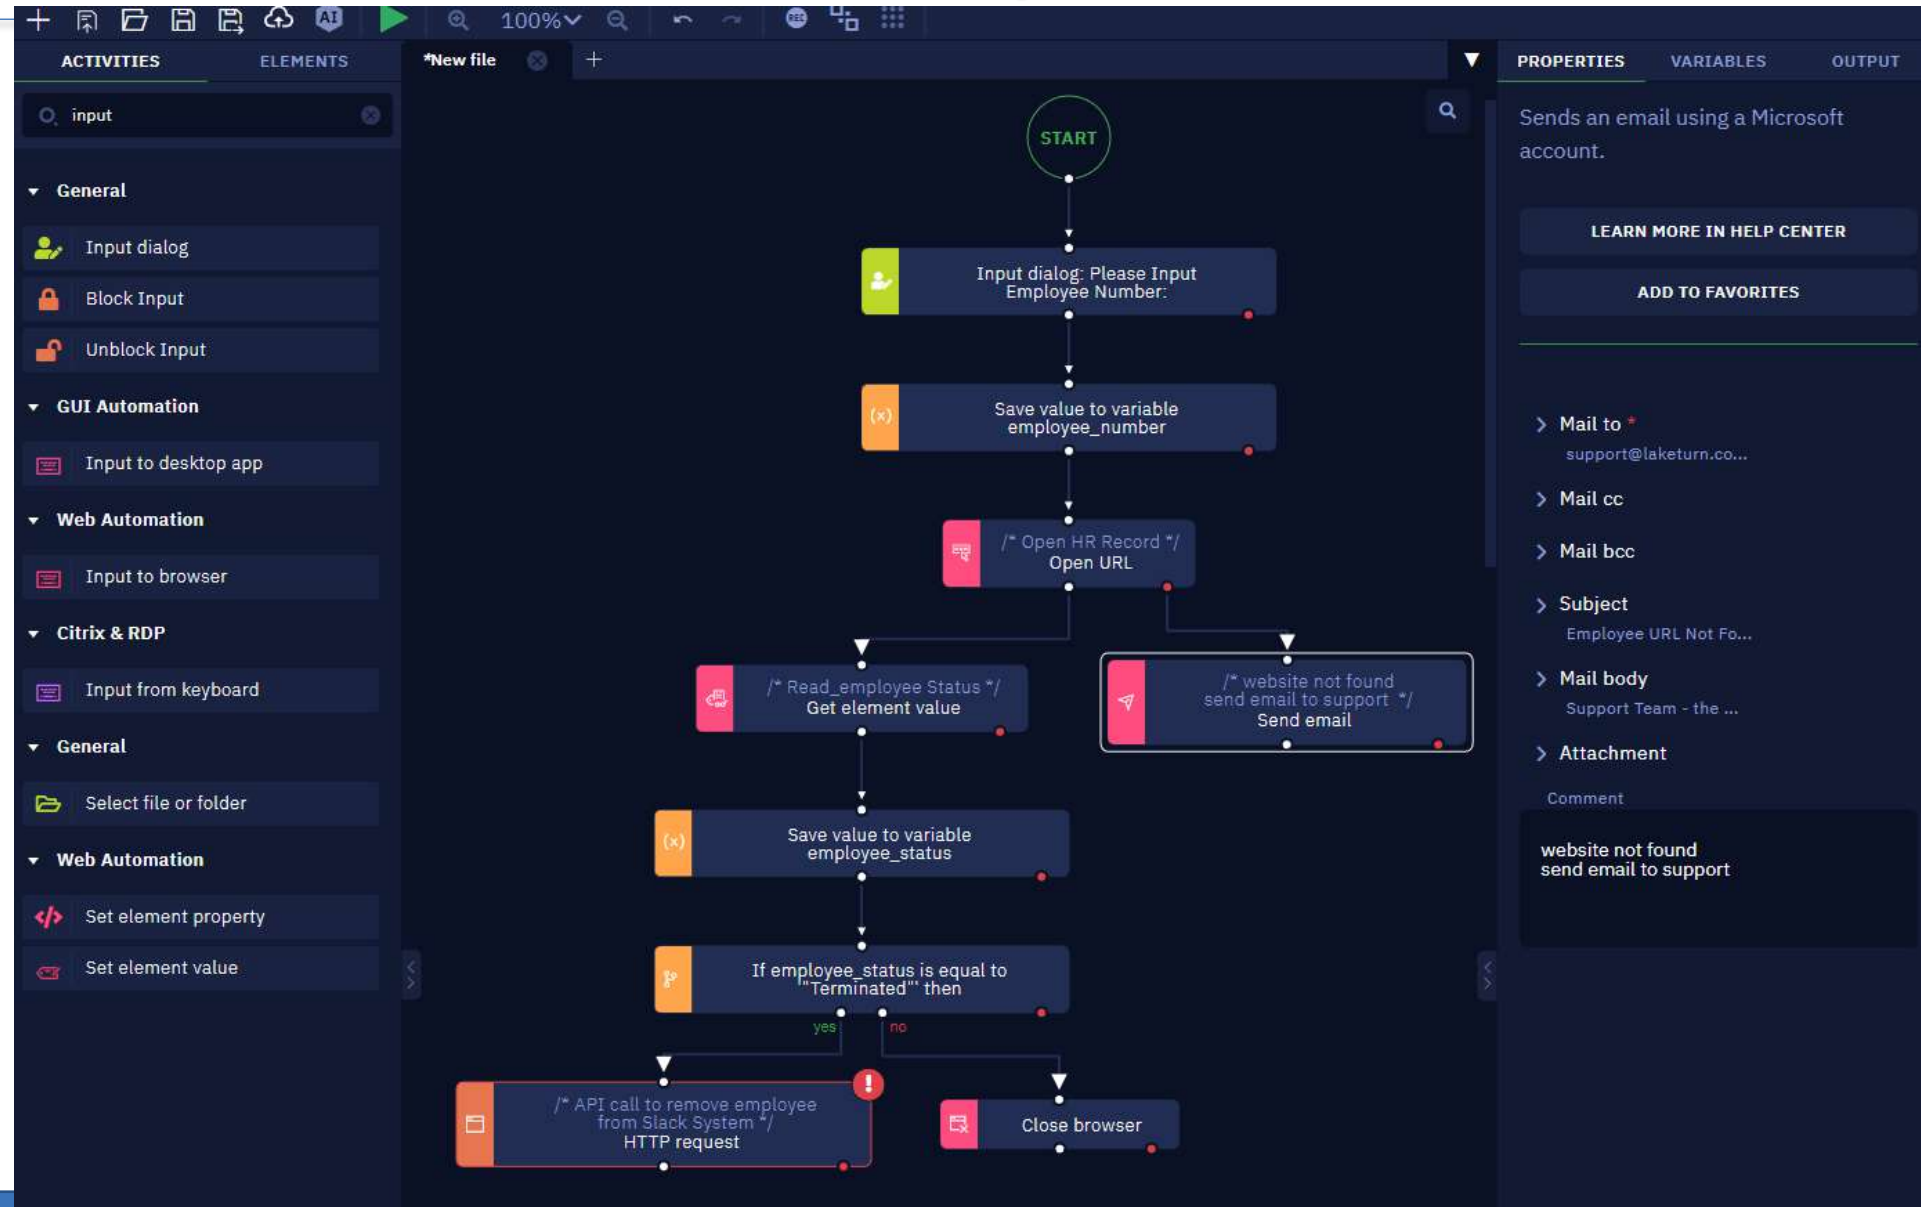 AI
100%
REC
ACTIVITIES
ELEMENTS
input
General
Input dialog
Block Input
Unblock Input
GUI Automation
Input to desktop app
Web Automation
Input to browser
Citrix & RDP
Input from keyboard
General
Select file or folder
Web Automation
Set element property
Set element value
*New file
START
Input dialog: Please Input
Employee Number:
(x)
Save value to variable
employee_number
/* Open HR Record */
Open URL
/* Read_employee Status */
Get element value
/* website not found
send email to support */
Send email
(x)
Save value to variable
employee_status
If employee_status is equal to
"Terminated"' then
yes
no
/* API call to remove employee
from Slack System */
HTTP request
Close browser
PROPERTIES
VARIABLES
OUTPUT
Sends an email using a Microsoft
account.
LEARN MORE IN HELP CENTER
ADD TO FAVORITES
Mail to *
support@laketurn.co...
Mail cc
Mail bcc
Subject
Employee URL Not Fo...
Mail body
Support Team - the ...
Attachment
Comment
website not found
send email to support